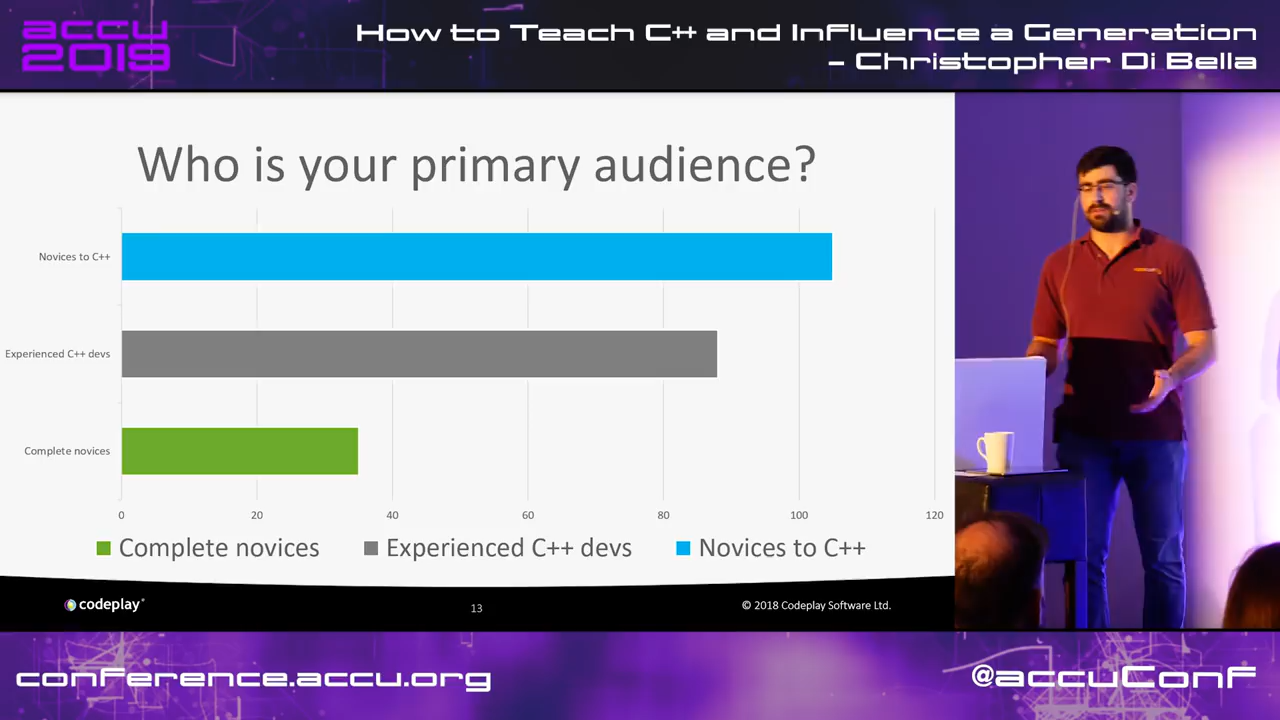 accu
2019
How to Teach C++ and Influence a Generation
- Christopher Di Bella
Who is your primary audience?
Novices to C++
Experienced C++ devs
Complete novices
0 20 40 60 80 100 120
Complete novices Experienced C++ devs Novices to C++
codeplay®
13
© 2018 Codeplay Software Ltd.
conference.accu.org
@accuConf